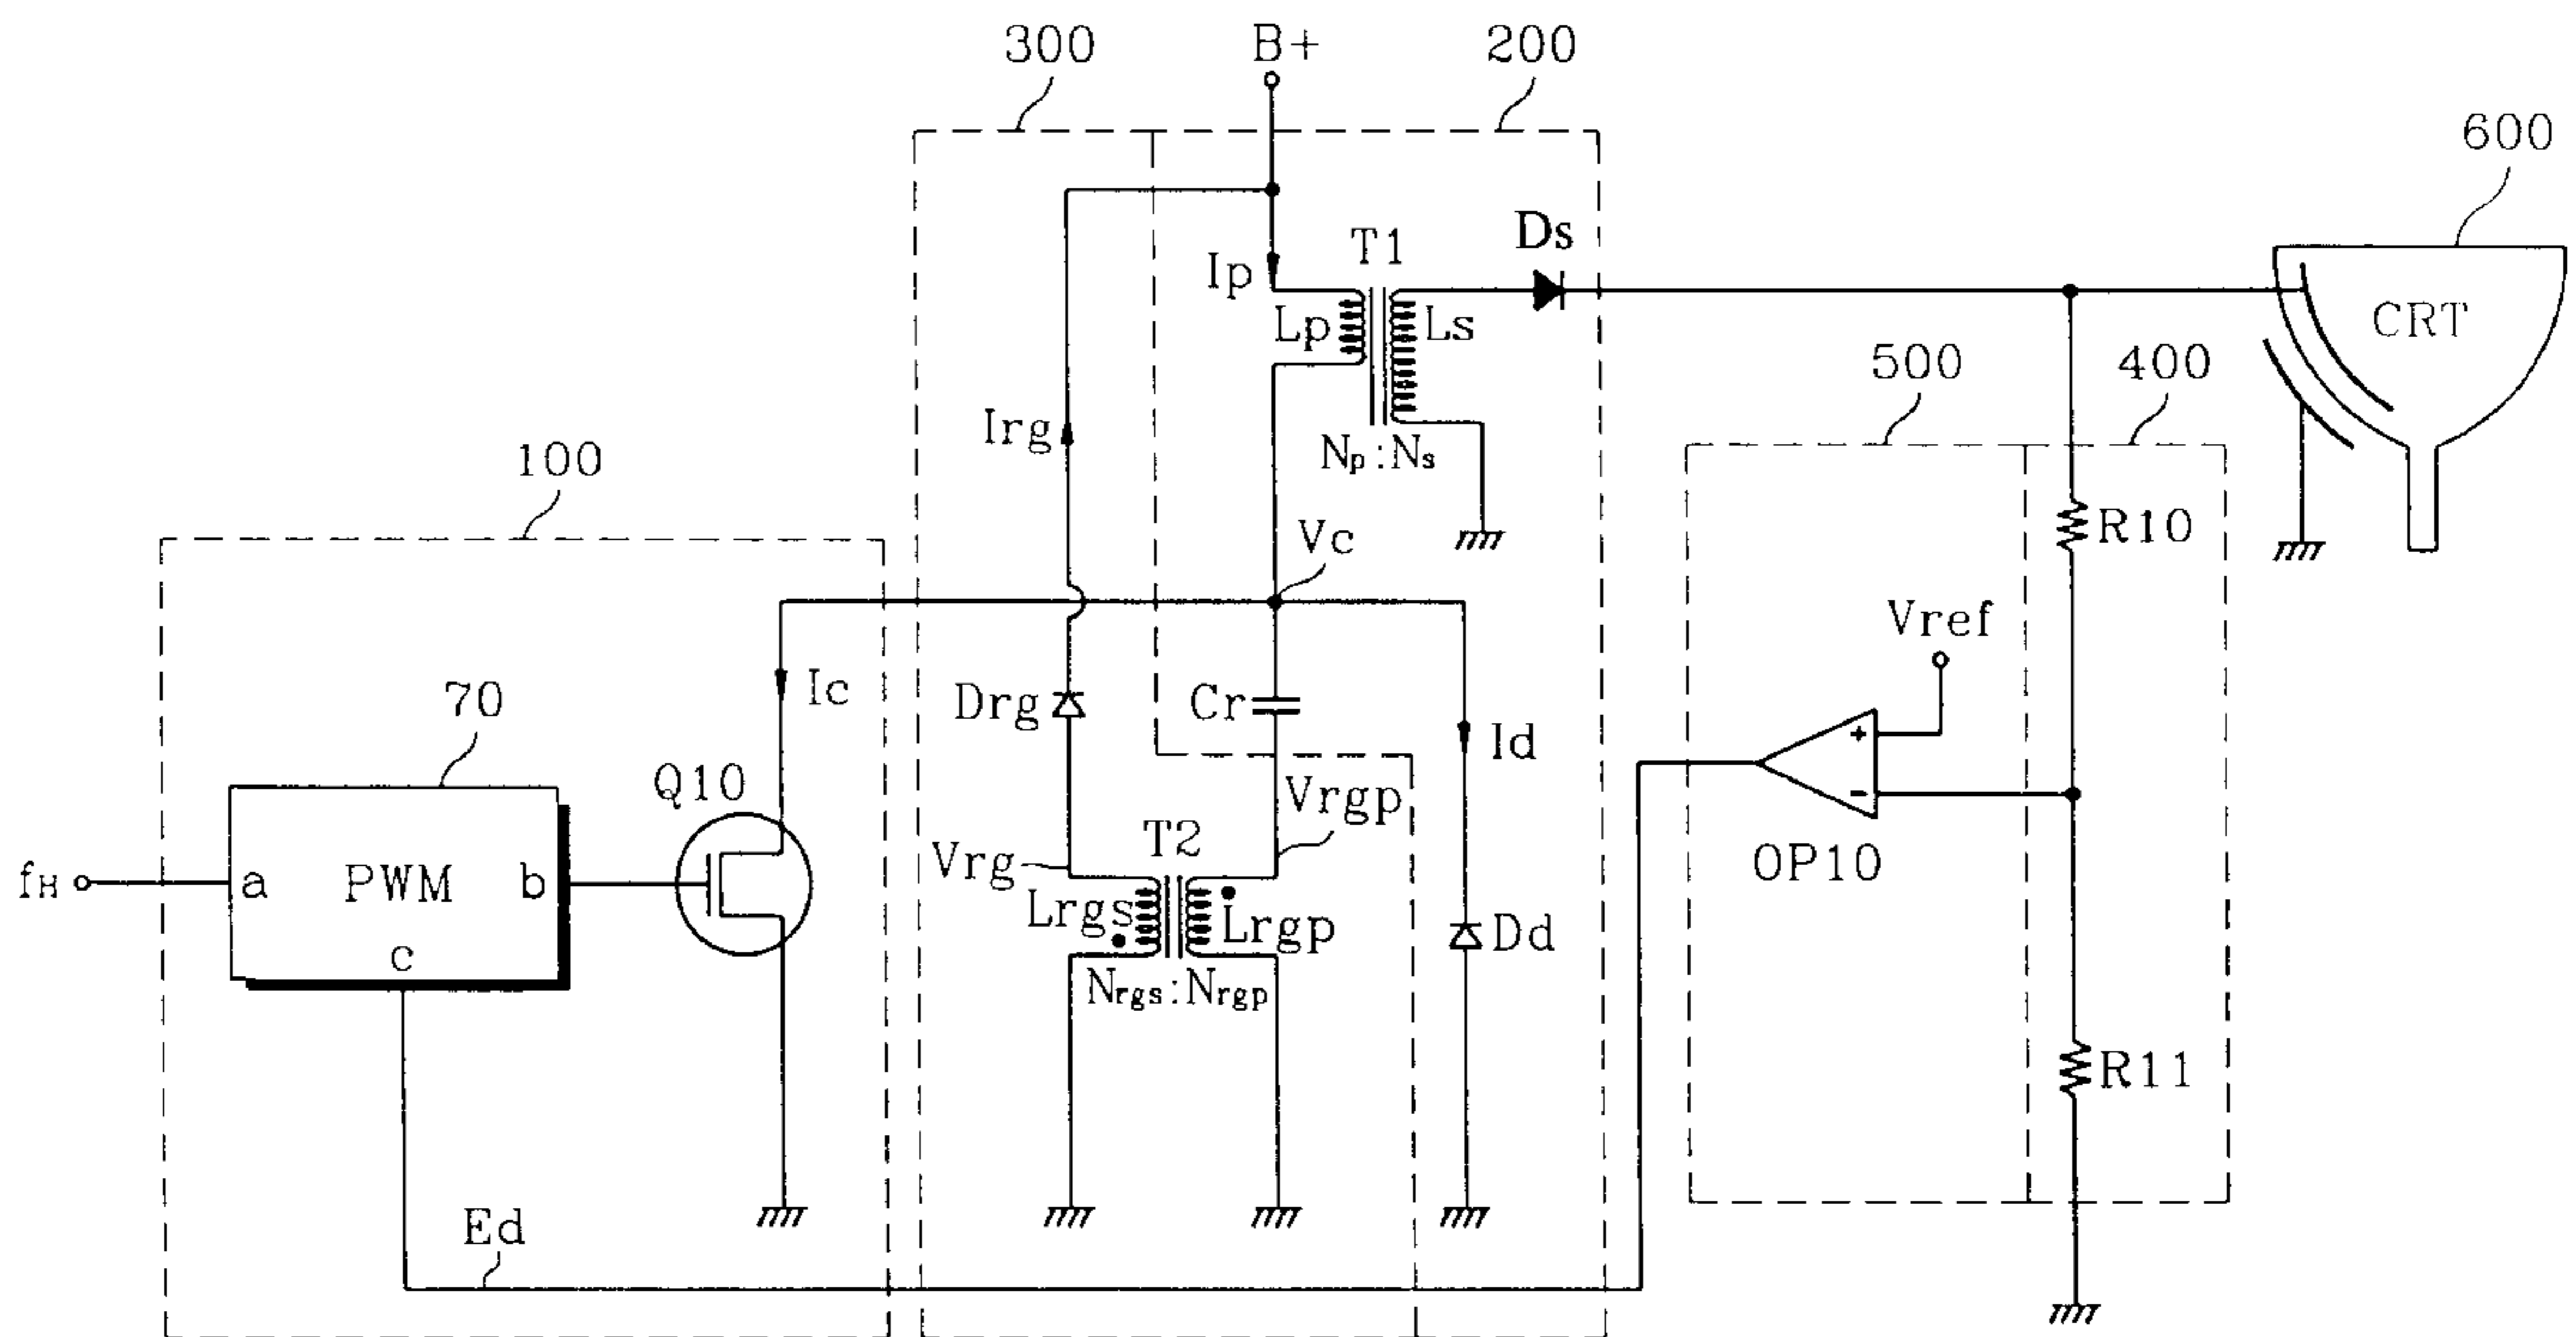 300
B+
200
600
Ds
T1
Ip
Lp
Ls
CRT
500
400
Irg
Np:Ns
100
R10
Vc
Vref
70
Ic
Drg
Cr
Id
+
Q10
Vrgp
-
T2
Vrg
OP10
fH
a
PWM
b
Lrgs
Lrgp
Dd
c
Nrgs:Nrgp
R11
Ed